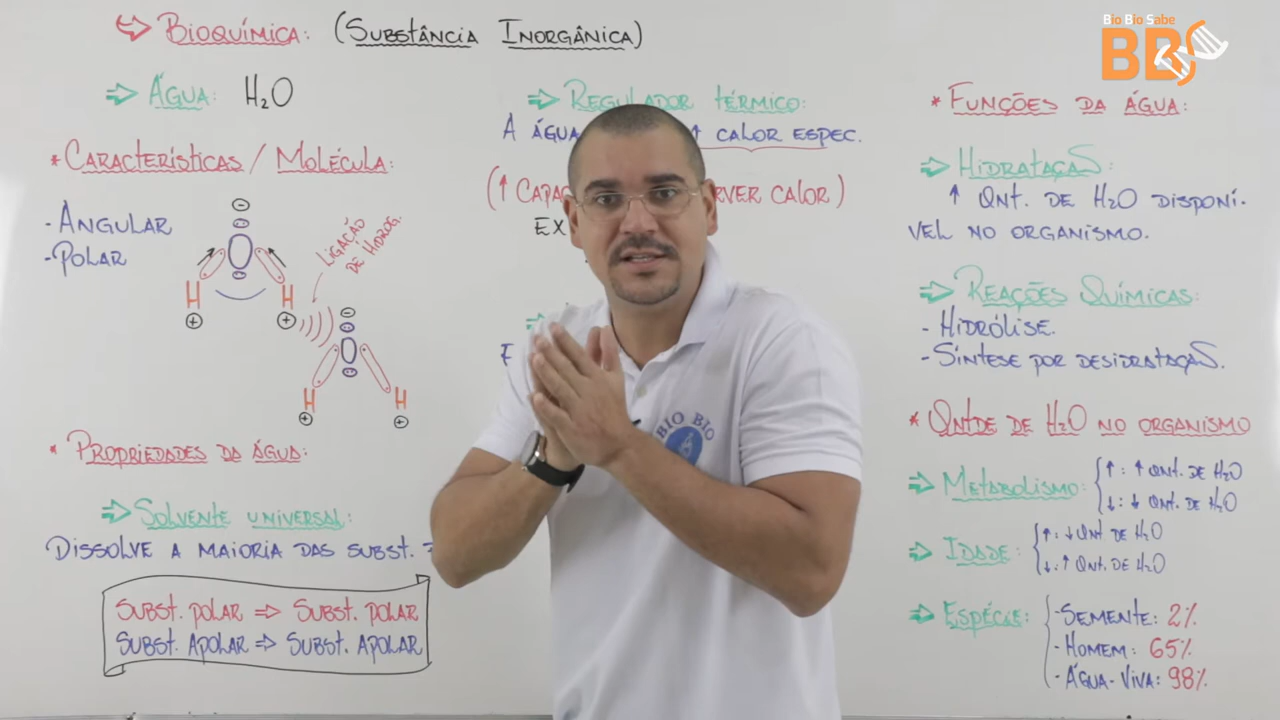 Bio Bio Sabe
BBS
BIOQUÍMICA: (SUBSTÂNCIA INORGÂNICA)
ÁGUA: H₂O
* CARACTERÍSTICAS / MOLÉCULA:
- ANGULAR
- POLAR
LIGAÇÃO
DE HIDROG.
H H
H H
* PROPRIEDADES DA ÁGUA:
⇒ SOLVENTE UNIVERSAL:
DISSOLVE A MAIORIA DAS SUBST.
SUBST. POLAR ⇒ SUBST. POLAR
SUBST. APOLAR ⇒ SUBST. APOLAR
⇒ REGULADOR TÉRMICO:
A ÁGUA ↑ CALOR ESPEC.
(↑ CALOR)
EX
BIO BIO
* FUNÇÕES DA ÁGUA:
⇒ HIDRATAÇÃO:
↑ QNT. DE H₂O DISPONÍ-
VEL NO ORGANISMO.
⇒ REAÇÕES QUÍMICAS:
- HIDRÓLISE.
- SÍNTESE POR DESIDRATAÇÃO.
* QNTDE DE H₂O NO ORGANISMO
⇒ METABOLISMO: ↑: ↑ QNT. DE H₂O
↓: ↓ QNT. DE H₂O
⇒ IDADE: ↑: ↓ QNT DE H₂O
↓: ↑ QNT. DE H₂O
⇒ ESPÉCIE: - SEMENTE: 2%
- HOMEM: 65%
- ÁGUA-VIVA: 98%